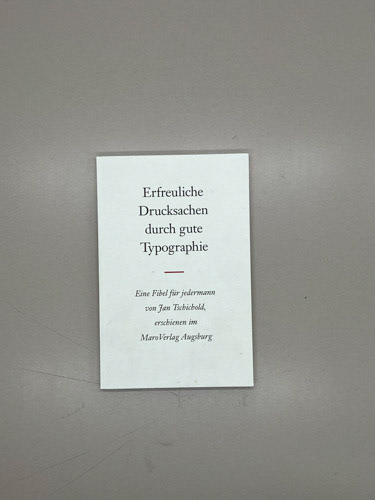 Erfreuliche
Drucksachen
durch gute
Typographie
Eine Fibel für jedermann
von Jan Tschichold,
erschienen im
MaroVerlag Augsburg